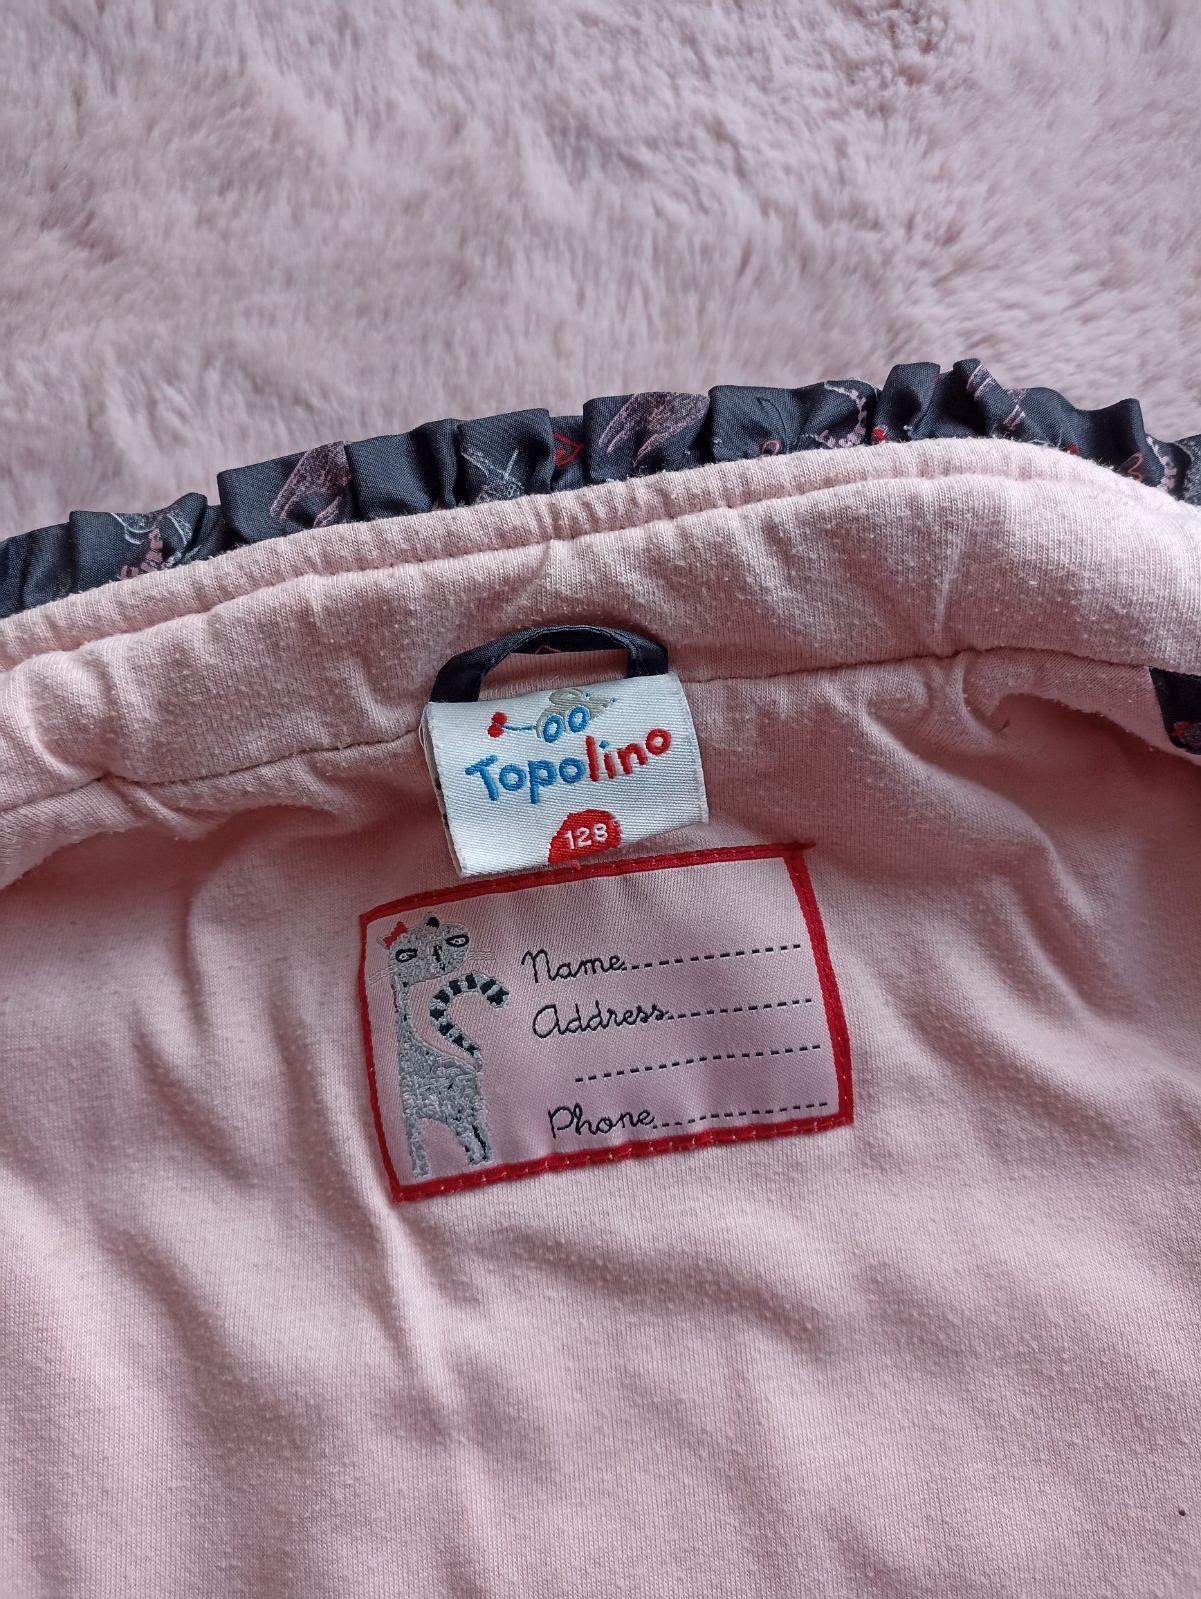 Topolino
128
Name
Address
Phone